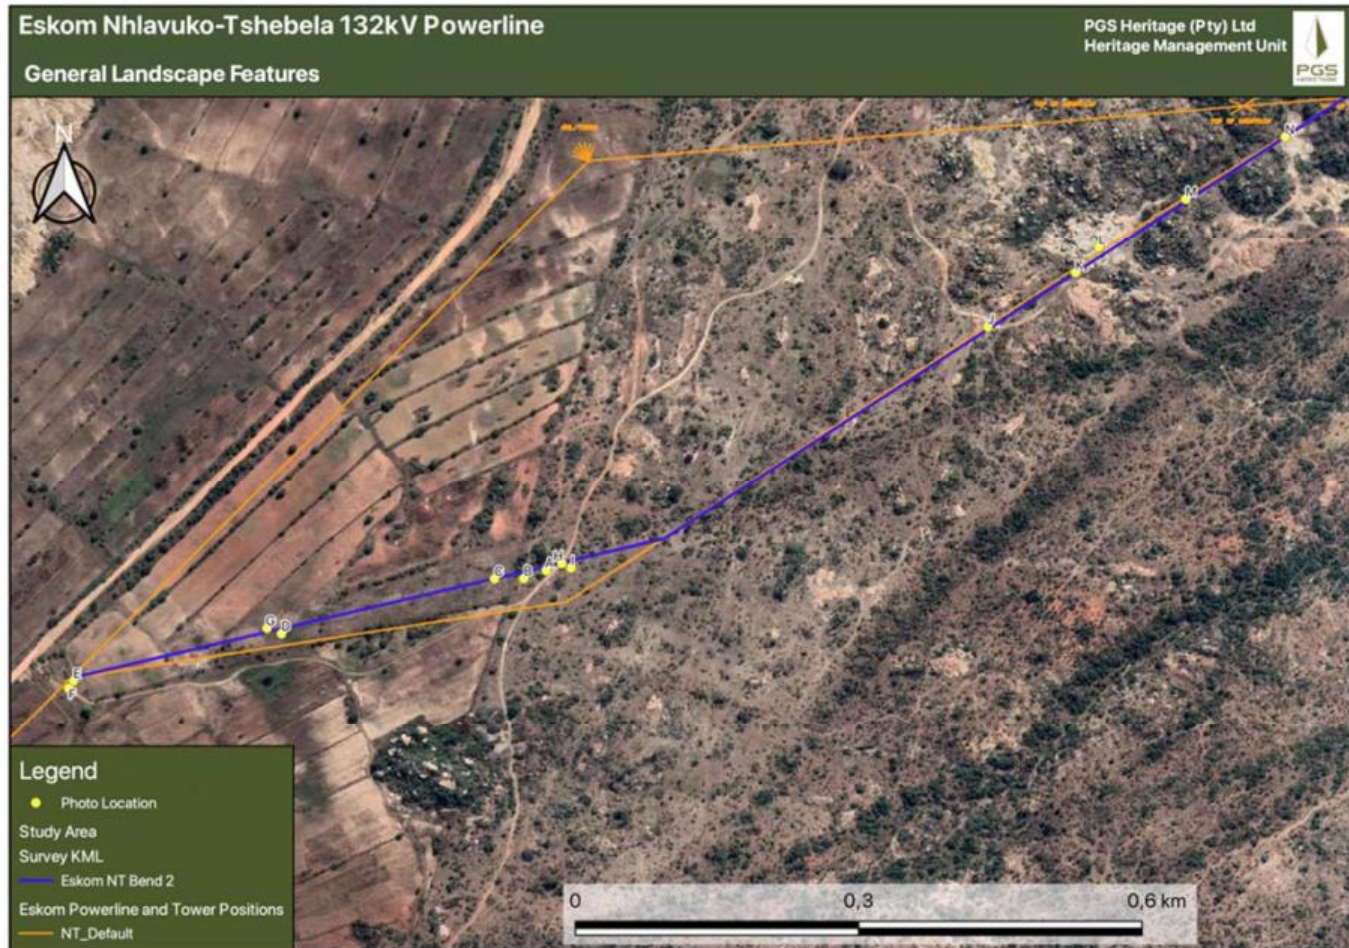 Eskom Nhlavuko-Tshebela 132kV Powerline
General Landscape Features
PGS Heritage (Pty) Ltd
Heritage Management Unit
PGS
N
N
M
L
K
J
H
A
I
B
C
G
D
E
F
Legend
Photo Location
Study Area
Survey KML
Eskom NT Bend 2
Eskom Powerline and Tower Positions
NT_Default
0
0,3
0,6 km